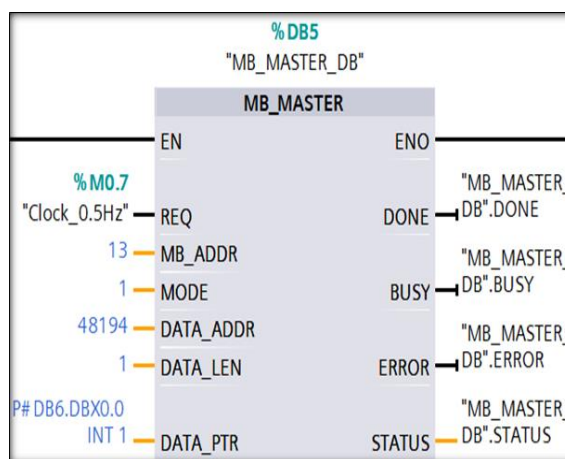 %DB5
"MB_MASTER_DB"
MB_MASTER
EN ENO
%M0.7
"Clock_0.5Hz" REQ
"MB_MASTER_
DONE DB".DONE
13 MB_ADDR
1 MODE
"MB_MASTER_
BUSY DB".BUSY
48194 DATA_ADDR
1 DATA_LEN
"MB_MASTER_
ERROR DB".ERROR
P#DB6.DBX0.0
INT 1 DATA_PTR
"MB_MASTER_
STATUS DB".STATUS